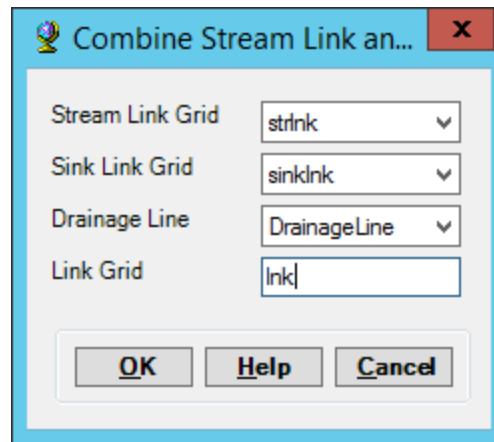 Combine Stream Link an...
x
Stream Link Grid strlnk
Sink Link Grid sinklnk
Drainage Line DrainageLine
Link Grid lnk
OK Help Cancel